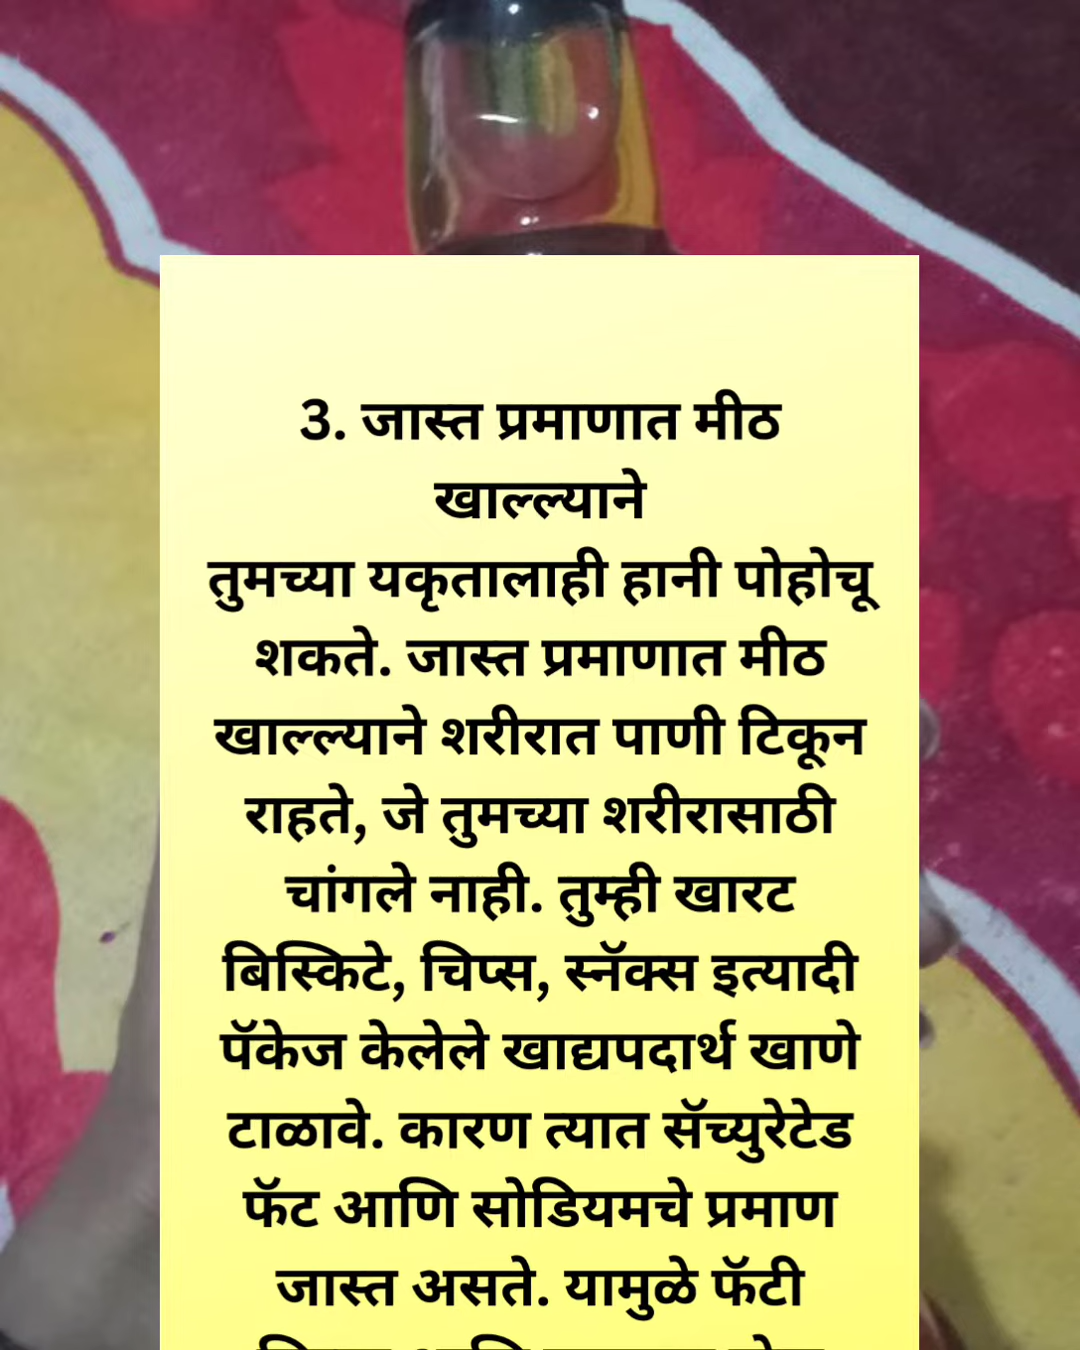 3. जास्त प्रमाणात मीठ
खाल्ल्याने
तुमच्या यकृतालाही हानी पोहोचू
शकते. जास्त प्रमाणात मीठ
खाल्ल्याने शरीरात पाणी टिकून
राहते, जे तुमच्या शरीरासाठी
चांगले नाही. तुम्ही खारट
बिस्किटे, चिप्स, स्नॅक्स इत्यादी
पॅकेज केलेले खाद्यपदार्थ खाणे
टाळावे. कारण त्यात सॅच्युरेटेड
फॅट आणि सोडियमचे प्रमाण
जास्त असते. यामुळे फॅटी